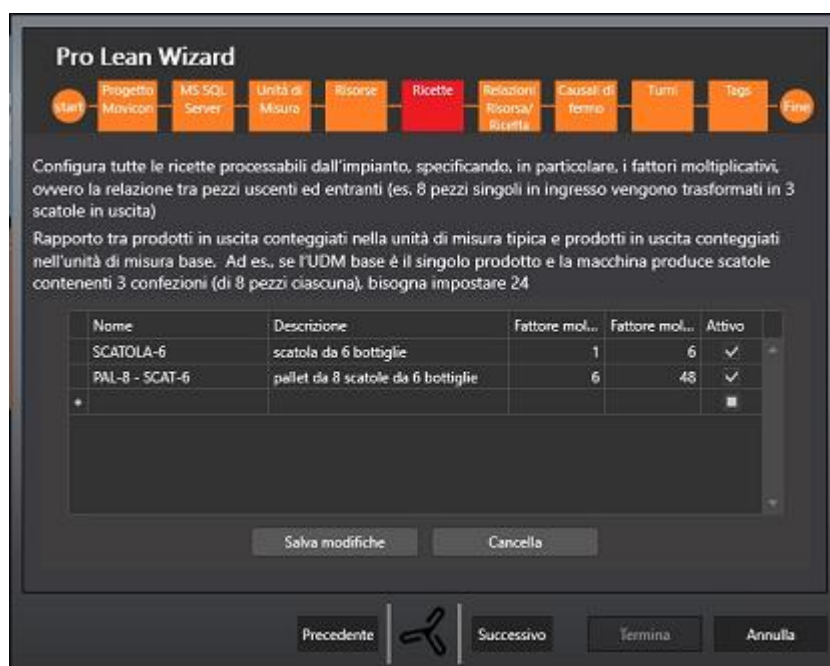 Pro Lean Wizard
start
Progetto Movicon
MS SQL Server
Unità di Misura
Risorse
Ricette
Relazioni Risorsa/ Ricetta
Causali di fermo
Turni
Tags
Fine
Configura tutte le ricette processabili dall'impianto, specificando, in particolare, i fattori moltiplicativi,
ovvero la relazione tra pezzi uscenti ed entranti (es. 8 pezzi singoli in ingresso vengono trasformati in 3
scatole in uscita)
Rapporto tra prodotti in uscita conteggiati nella unità di misura tipica e prodotti in uscita conteggiati
nell'unità di misura base. Ad es., se l'UDM base è il singolo prodotto e la macchina produce scatole
contenenti 3 confezioni (di 8 pezzi ciascuna), bisogna impostare 24
Nome Descrizione Fattore mol... Fattore mol... Attivo
SCATOLA-6 scatola da 6 bottiglie 1 6
PAL-8 - SCAT-6 pallet da 8 scatole da 6 bottiglie 6 48
Salva modifiche Cancella
Precedente Successivo Termina Annulla